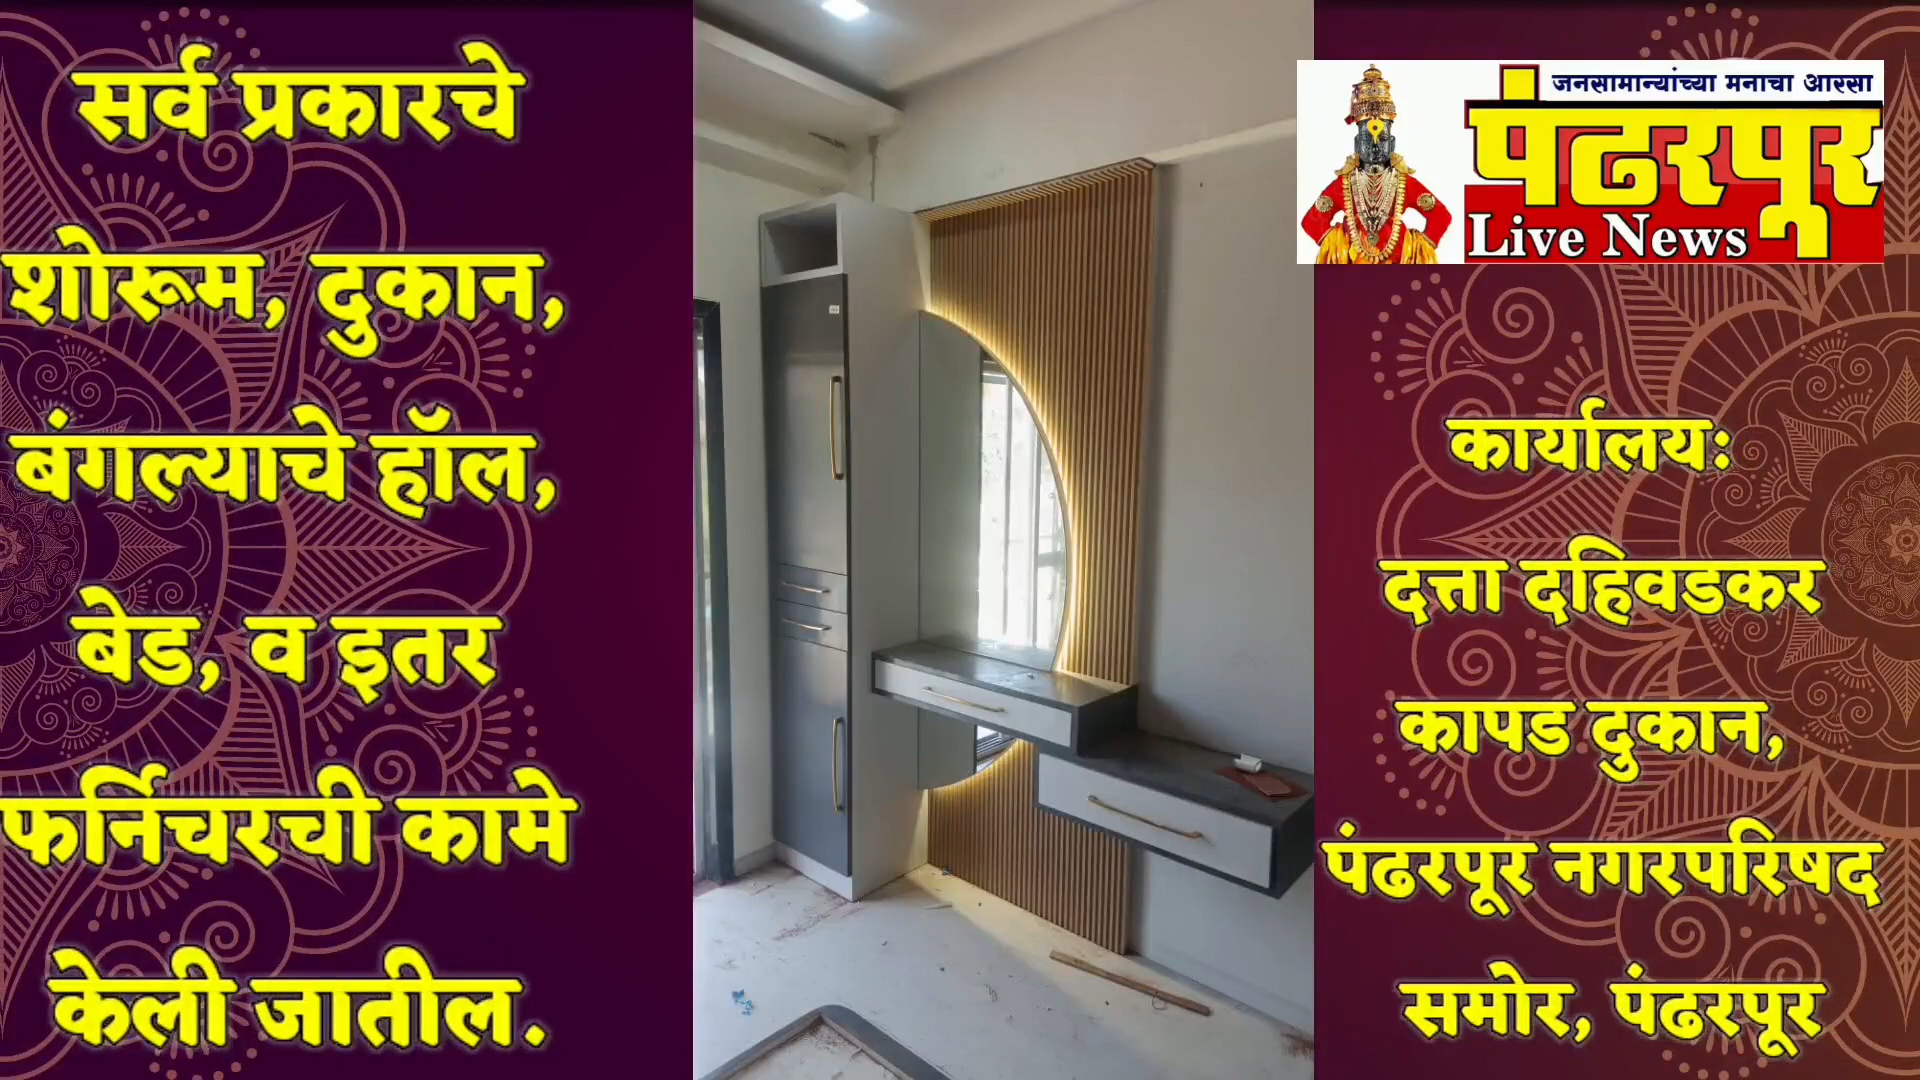 सर्व प्रकारचे
शोरूम, दुकान,
बंगल्याचे हॉल,
बेड, व इतर
फर्निचरची कामे
केली जातील.
जनसामान्यांच्या मनाचा आरसा
पंढरपूर
Live News
कार्यालयः
दत्ता दहिवडकर
कापड दुकान,
पंढरपूर नगरपरिषद
समोर, पंढरपूर